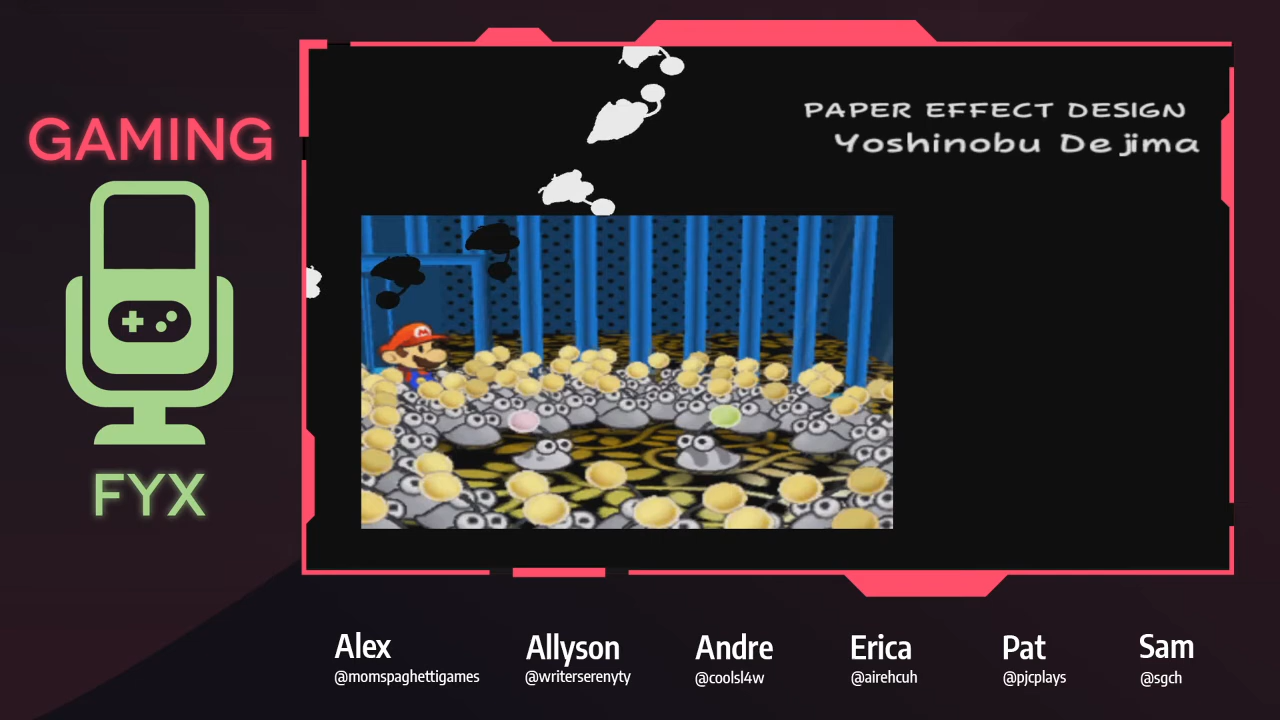 GAMING
FYX
PAPER EFFECT DESIGN
Yoshinobu Dejima
M
Alex
@momspaghettigames
Allyson
@writerserenyty
Andre
@coolsl4w
Erica
@airehcuh
Pat
@pjcplays
Sam
@sgch